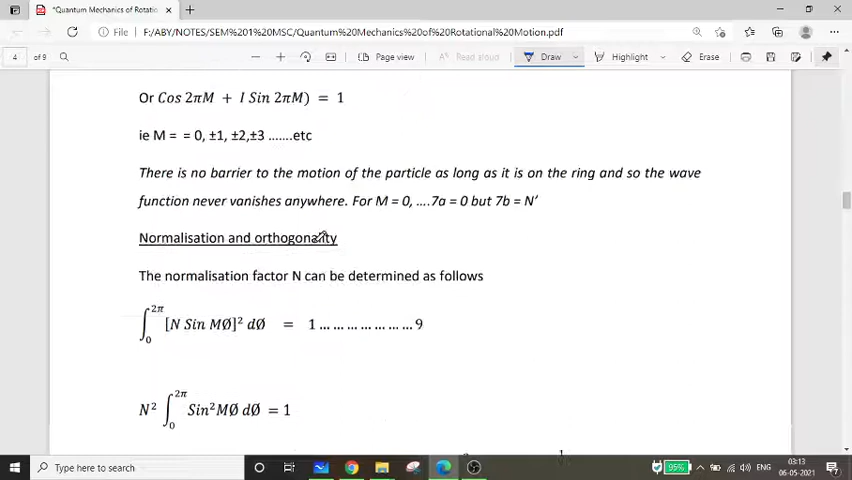 *Quantum Mechanics of Rotatio
File
F:/ABY/NOTES/SEM%201%20MSC/Quantum%20Mechanics%20of%20Rotational%20Motion.pdf
4 of 9
Page view
Read aloud
Draw
Highlight
Erase
Or Cos 2πM + I Sin 2πM) = 1
ie M = = 0, ±1, ±2,±3 …….etc
There is no barrier to the motion of the particle as long as it is on the ring and so the wave
function never vanishes anywhere. For M = 0, ….7a = 0 but 7b = N′
Normalisation and orthogonality
The normalisation factor N can be determined as follows
∫₀²π [N Sin MØ]² dØ = 1 … … … … … … … 9
N² ∫₀²π Sin²MØ dØ = 1
Type here to search
95%
ENG
03:13
06-05-2021